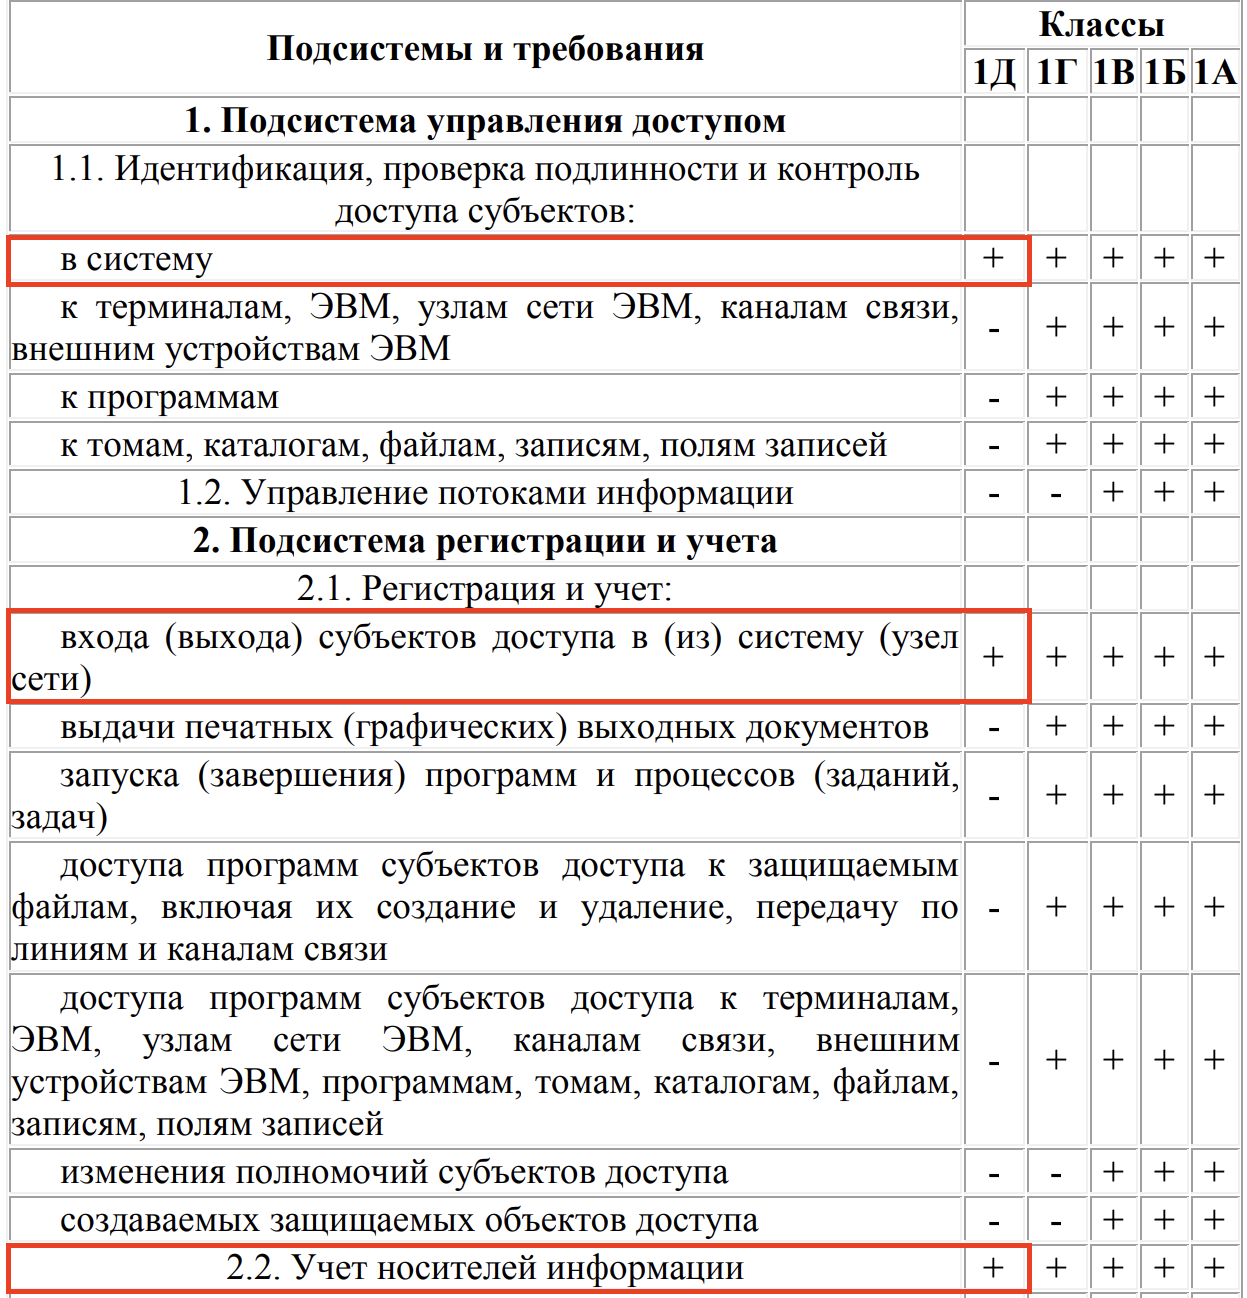 Подсистемы и требования
Классы
1Д 1Г 1В 1Б 1А
1. Подсистема управления доступом
1.1. Идентификация, проверка подлинности и контроль
доступа субъектов:
в систему + + + + +
к терминалам, ЭВМ, узлам сети ЭВМ, каналам связи,
внешним устройствам ЭВМ - + + + +
к программам - + + + +
к томам, каталогам, файлам, записям, полям записей - + + + +
1.2. Управление потоками информации - - + + +
2. Подсистема регистрации и учета
2.1. Регистрация и учет:
входа (выхода) субъектов доступа в (из) систему (узел
сети) + + + + +
выдачи печатных (графических) выходных документов - + + + +
запуска (завершения) программ и процессов (заданий,
задач) - + + + +
доступа программ субъектов доступа к защищаемым
файлам, включая их создание и удаление, передачу по
линиям и каналам связи - + + + +
доступа программ субъектов доступа к терминалам,
ЭВМ, узлам сети ЭВМ, каналам связи, внешним
устройствам ЭВМ, программам, томам, каталогам, файлам,
записям, полям записей - + + + +
изменения полномочий субъектов доступа - - + + +
создаваемых защищаемых объектов доступа - - + + +
2.2. Учет носителей информации + + + + +